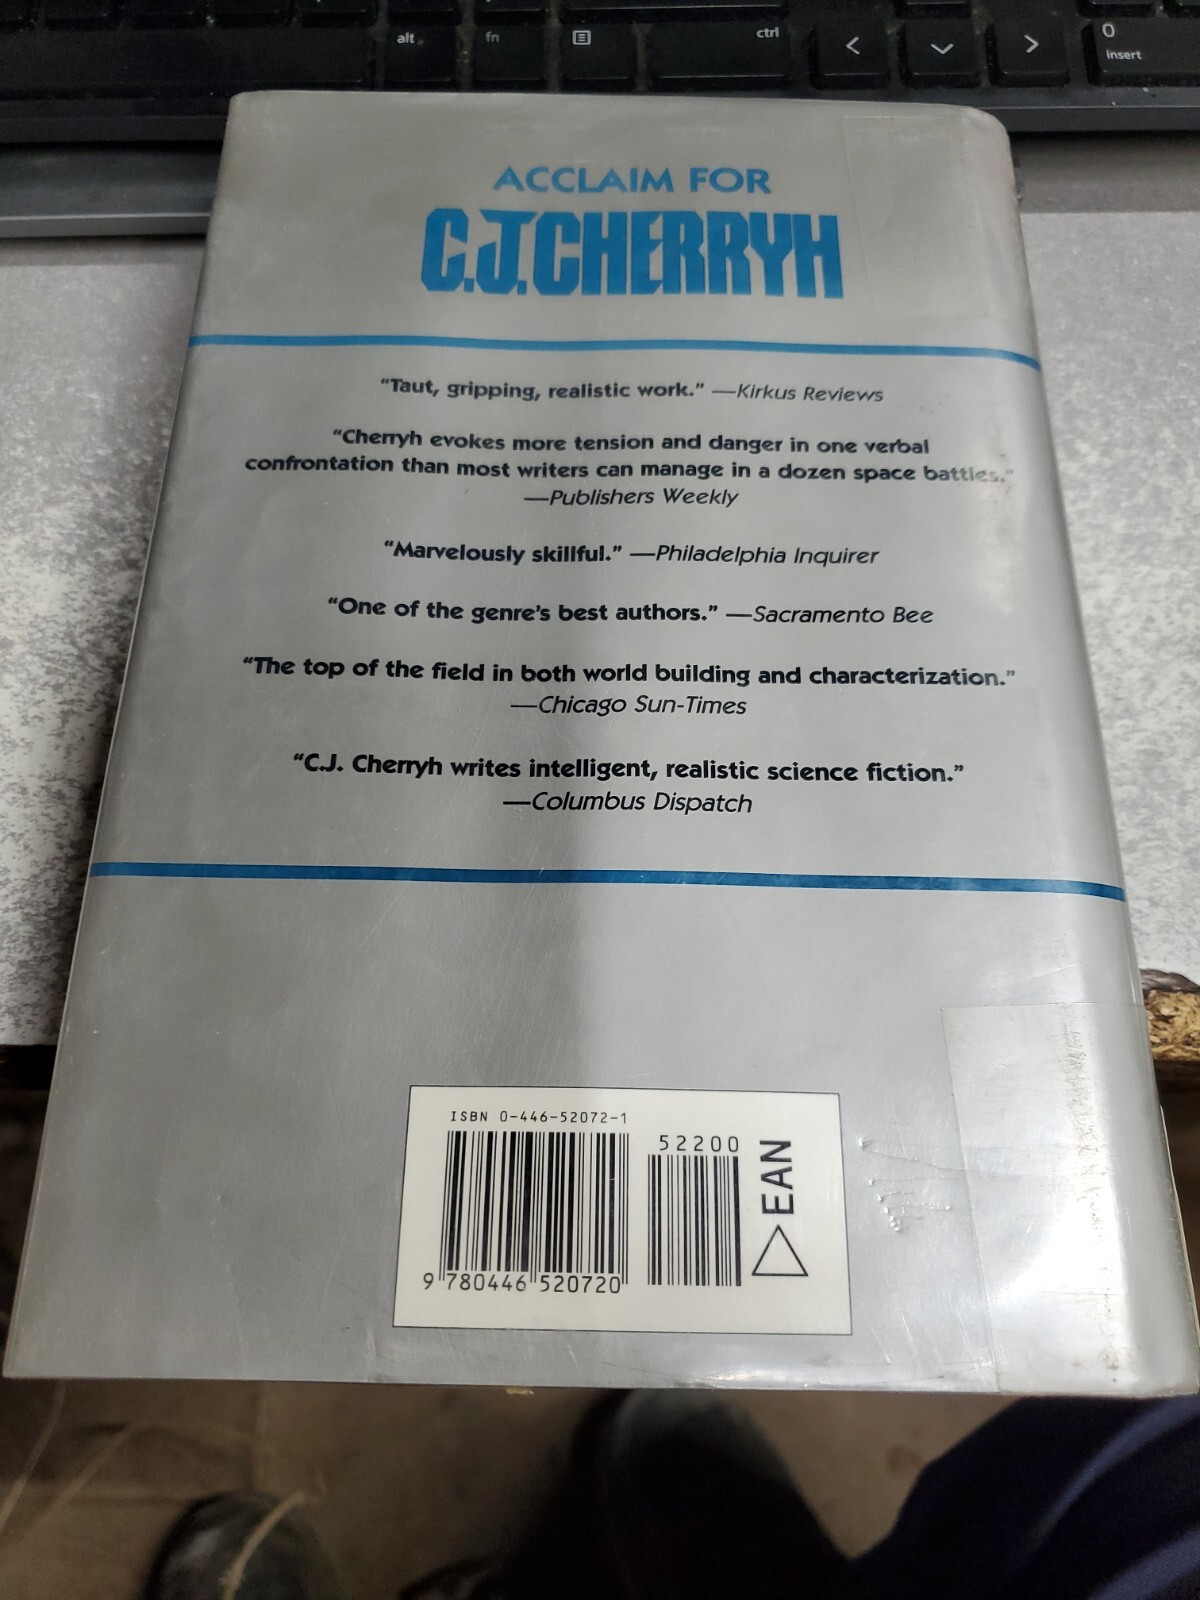 alt fn ctrl 0
insert
ACCLAIM FOR
C.J. CHERRYH
“Taut, gripping, realistic work.” —Kirkus Reviews
“Cherryh evokes more tension and danger in one verbal
confrontation than most writers can manage in a dozen space battles.”
—Publishers Weekly
“Marvelously skillful.” —Philadelphia Inquirer
“One of the genre’s best authors.” —Sacramento Bee
“The top of the field in both world building and characterization.”
—Chicago Sun-Times
“C.J. Cherryh writes intelligent, realistic science fiction.”
—Columbus Dispatch
ISBN 0-446-52072-1
52200
EAN
9 780446 520720